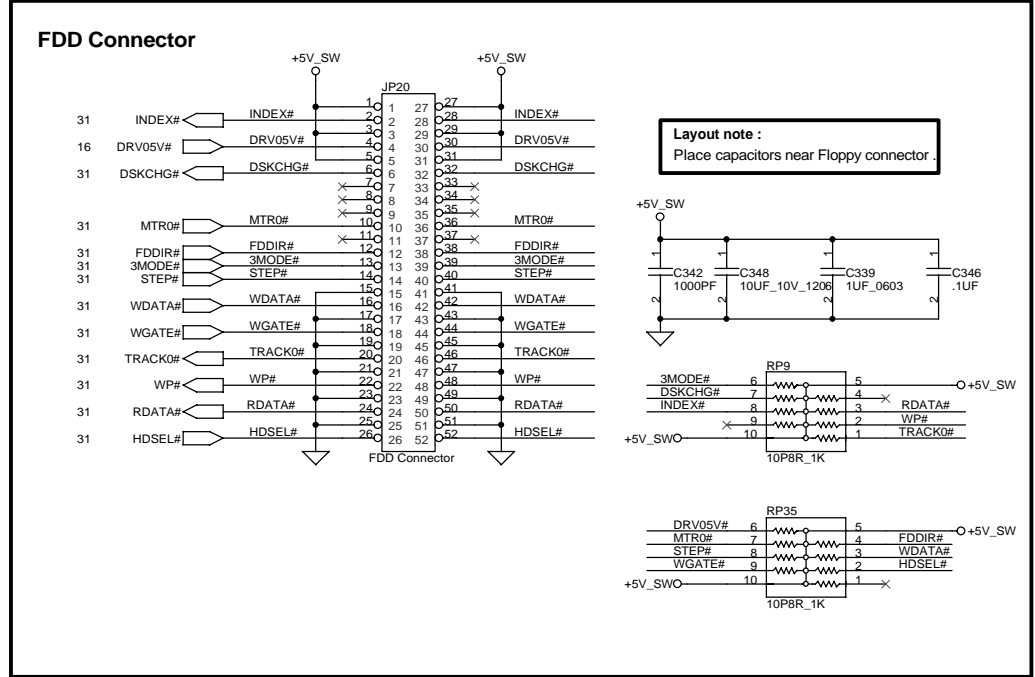 FDD Connector
+5V_SW +5V_SW
JP20
1 1 27 27
31 INDEX# INDEX# 2 2 28 28 INDEX#
3 3 29 29
16 DRV05V# DRV05V# 4 4 30 30 DRV05V#
5 5 31 31
31 DSKCHG# DSKCHG# 6 6 32 32 DSKCHG#
7 7 33 33
8 8 34 34
9 9 35 35
31 MTR0# MTR0# 10 10 36 36 MTR0#
11 11 37 37
31 FDDIR# FDDIR# 12 12 38 38 FDDIR#
31 3MODE# 3MODE# 13 13 39 39 3MODE#
31 STEP# STEP# 14 14 40 40 STEP#
15 15 41 41
31 WDATA# WDATA# 16 16 42 42 WDATA#
17 17 43 43
31 WGATE# WGATE# 18 18 44 44 WGATE#
19 19 45 45
31 TRACK0# TRACK0# 20 20 46 46 TRACK0#
21 21 47 47
31 WP# WP# 22 22 48 48 WP#
23 23 49 49
31 RDATA# RDATA# 24 24 50 50 RDATA#
25 25 51 51
31 HDSEL# HDSEL# 26 26 52 52 HDSEL#
FDD Connector
Layout note :
Place capacitors near Floppy connector .
+5V_SW
1 1 1 1
C342 C348 C339 C346
1000PF 10UF_10V_1206 1UF_0603 .1UF
2 2 2 2
RP9
3MODE# 6 5 +5V_SW
DSKCHG# 7 4
INDEX# 8 3 RDATA#
9 2 WP#
+5V_SW 10 1 TRACK0#
10P8R_1K
RP35
DRV05V# 6 5 +5V_SW
MTR0# 7 4 FDDIR#
STEP# 8 3 WDATA#
WGATE# 9 2 HDSEL#
+5V_SW 10 1
10P8R_1K